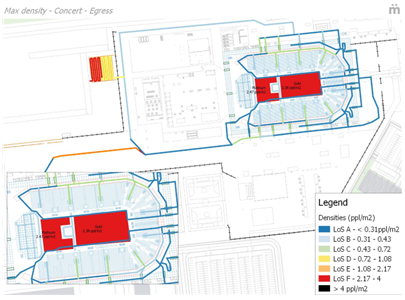 Max density - Concert - Egress
Legend
Densities (ppl/m2)
LoS A - < 0.31ppl/m2
LoS B - 0.31 - 0.43
LoS C - 0.43 - 0.72
LoS D - 0.72 - 1.08
LoS E - 1.08 - 2.17
LoS F - 2.17 - 4
> 4 ppl/m2